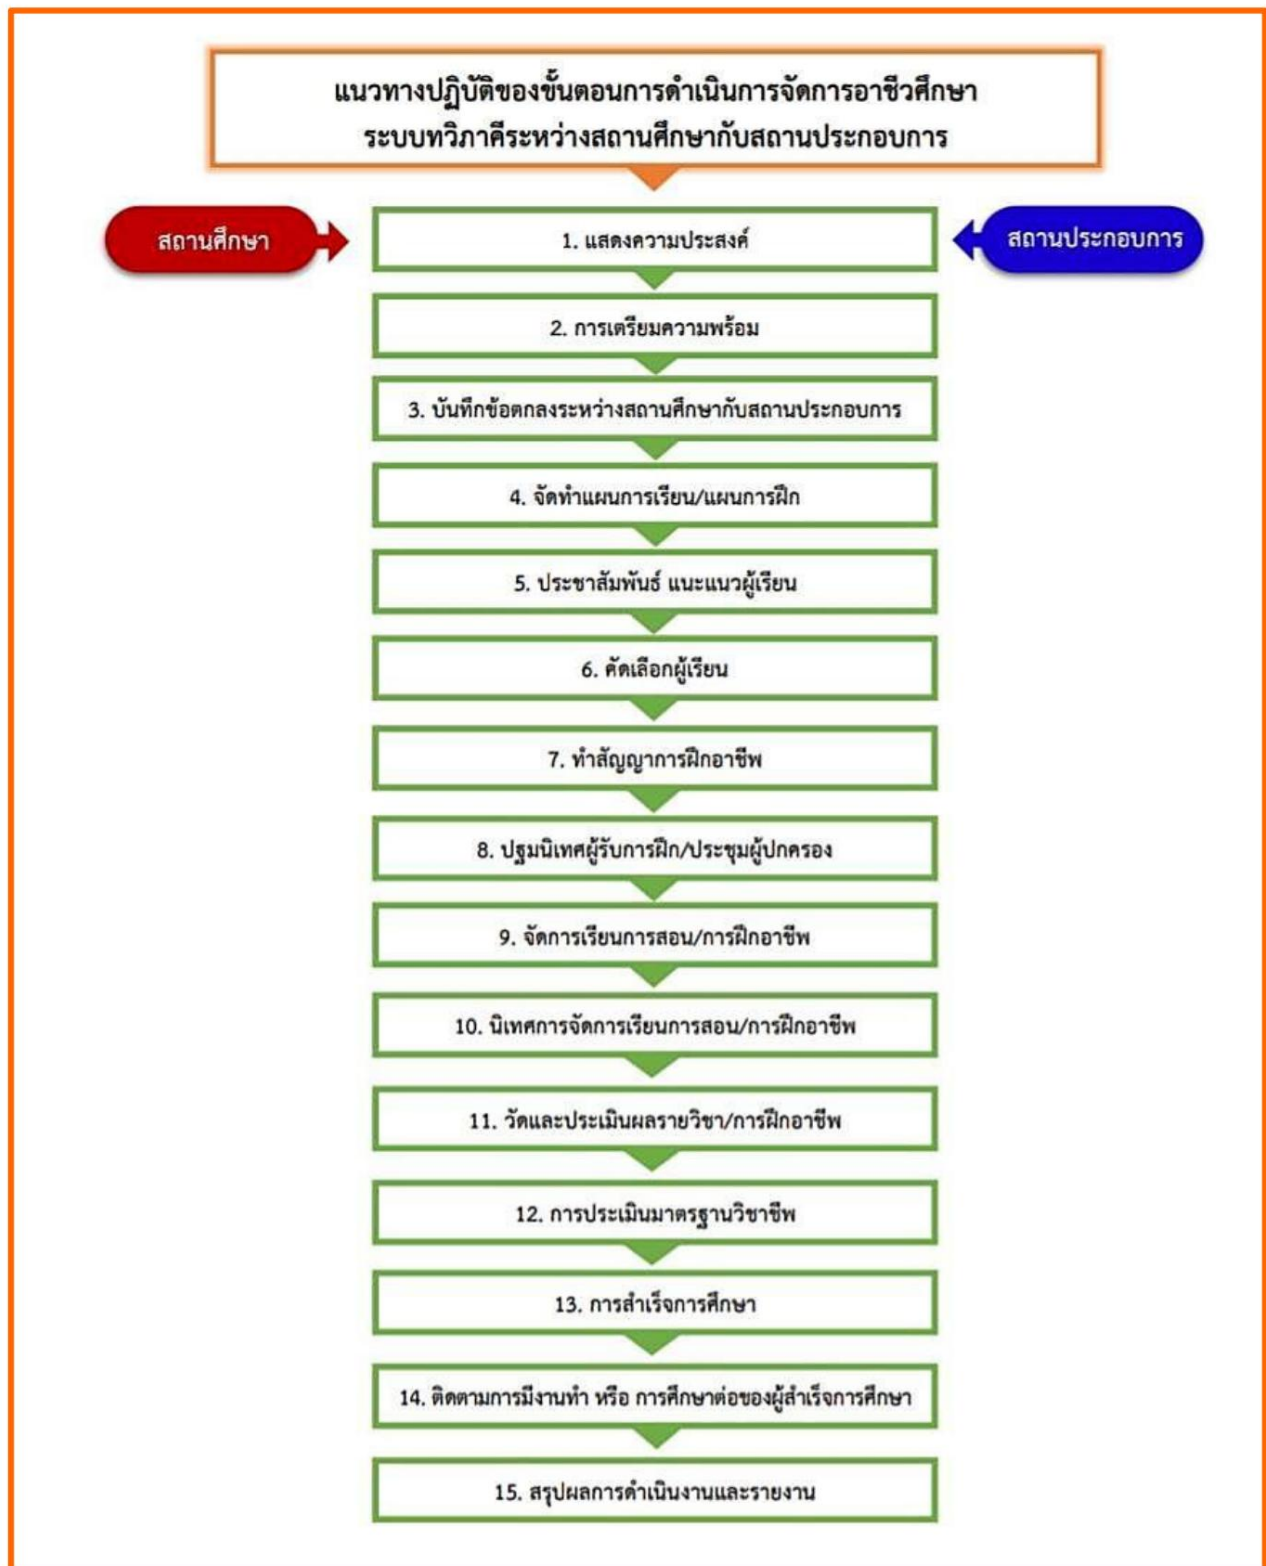 แนวทางปฏิบัติของขั้นตอนการดำเนินการจัดการอาชีวศึกษา
ระบบทวิภาคีระหว่างสถานศึกษากับสถานประกอบการ
สถานศึกษา
1. แสดงความประสงค์
สถานประกอบการ
2. การเตรียมความพร้อม
3. บันทึกข้อตกลงระหว่างสถานศึกษากับสถานประกอบการ
4. จัดทำแผนการเรียน/แผนการฝึก
5. ประชาสัมพันธ์ แนะแนวผู้เรียน
6. คัดเลือกผู้เรียน
7. ทำสัญญาการฝึกอาชีพ
8. ปฐมนิเทศผู้รับการฝึก/ประชุมผู้ปกครอง
9. จัดการเรียนการสอน/การฝึกอาชีพ
10. นิเทศการจัดการเรียนการสอน/การฝึกอาชีพ
11. วัดและประเมินผลรายวิชา/การฝึกอาชีพ
12. การประเมินมาตรฐานวิชาชีพ
13. การสำเร็จการศึกษา
14. ติดตามการมีงานทำ หรือ การศึกษาต่อของผู้สำเร็จการศึกษา
15. สรุปผลการดำเนินงานและรายงาน